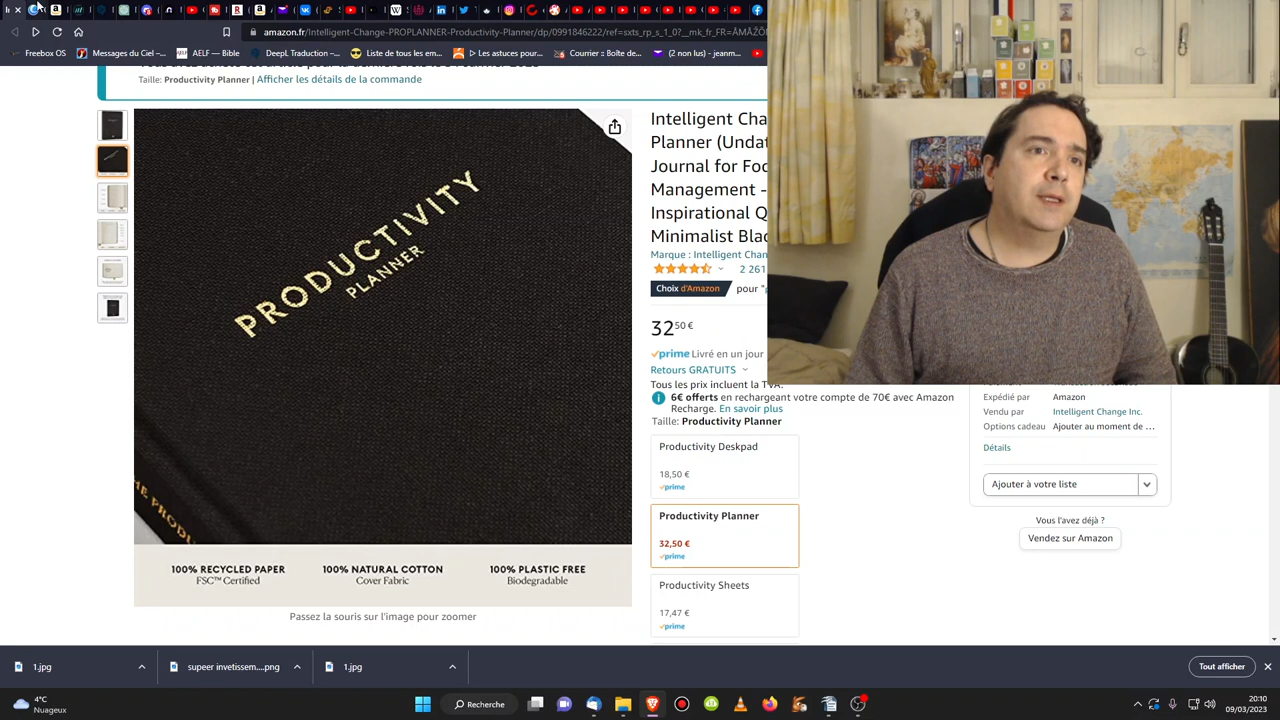 amazon.fr/Intelligent-Change-PROPLANNER-Productivity-Planner/dp/0991846222/ref=sxts_rp_s_1_0?__mk_fr_FR=ÅMÅŽÕ
Freebox OS
Messages du Ciel -...
AELF — Bible
DeepL Traduction -...
Liste de tous les em...
▷ Les astuces pour...
Courrier :: Boîte de...
(2 non lus) - jeanm...
Taille: Productivity Planner | Afficher les détails de la commande
PRODUCTIVITY
PLANNER
100% RECYCLED PAPER
FSC™ Certified
100% NATURAL COTTON
Cover Fabric
100% PLASTIC FREE
Biodegradable
Passez la souris sur l'image pour zoomer
Intelligent Cha
Planner (Undat
Journal for Foc
Management -
Inspirational Q
Minimalist Blac
Marque : Intelligent Chan
2 261
Choix d'Amazon
pour "
32 50 €
prime Livré en un jour
Retours GRATUITS
Tous les prix incluent la TVA.
6€ offerts en rechargeant votre compte de 70€ avec Amazon
Recharge. En savoir plus
Taille: Productivity Planner
Productivity Deskpad
18,50 €
prime
Productivity Planner
32,50 €
prime
Productivity Sheets
17,47 €
prime
Expédié par Amazon
Vendu par Intelligent Change Inc.
Options cadeau Ajouter au moment de ...
Détails
Ajouter à votre liste
Vous l'avez déjà ?
Vendez sur Amazon
1.jpg
supeer invetissem....png
1.jpg
Tout afficher
4°C
Nuageux
Recherche
20:10
09/03/2023